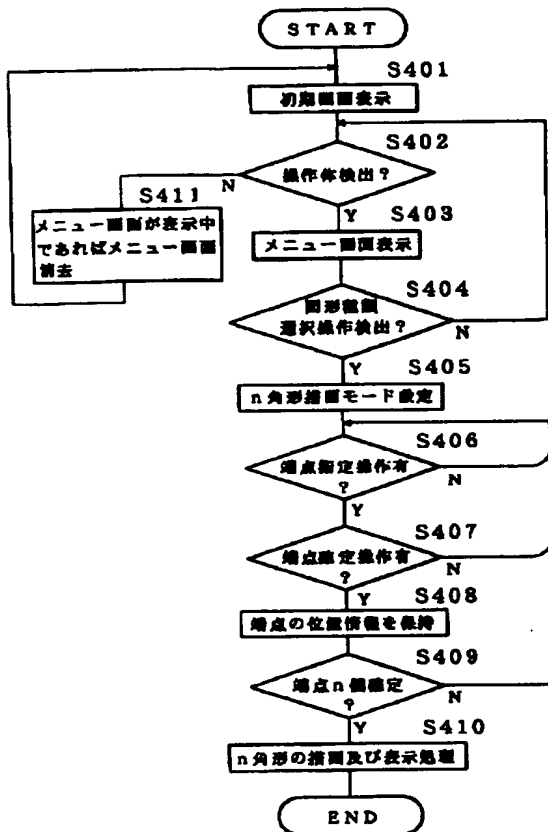 START
S401
初期画面表示
S402
操作体検出?
N
Y
S411
メニュー画面が表示中
であればメニュー画面
消去
S403
メニュー画面表示
S404
図形種類
選択操作検出?
N
Y
S405
n角形描画モード設定
S406
端点指定操作有
?
N
Y
S407
端点確定操作有
?
N
Y
S408
端点の位置情報を保持
S409
端点n個確定
?
N
Y
S410
n角形の描画及び表示処理
END